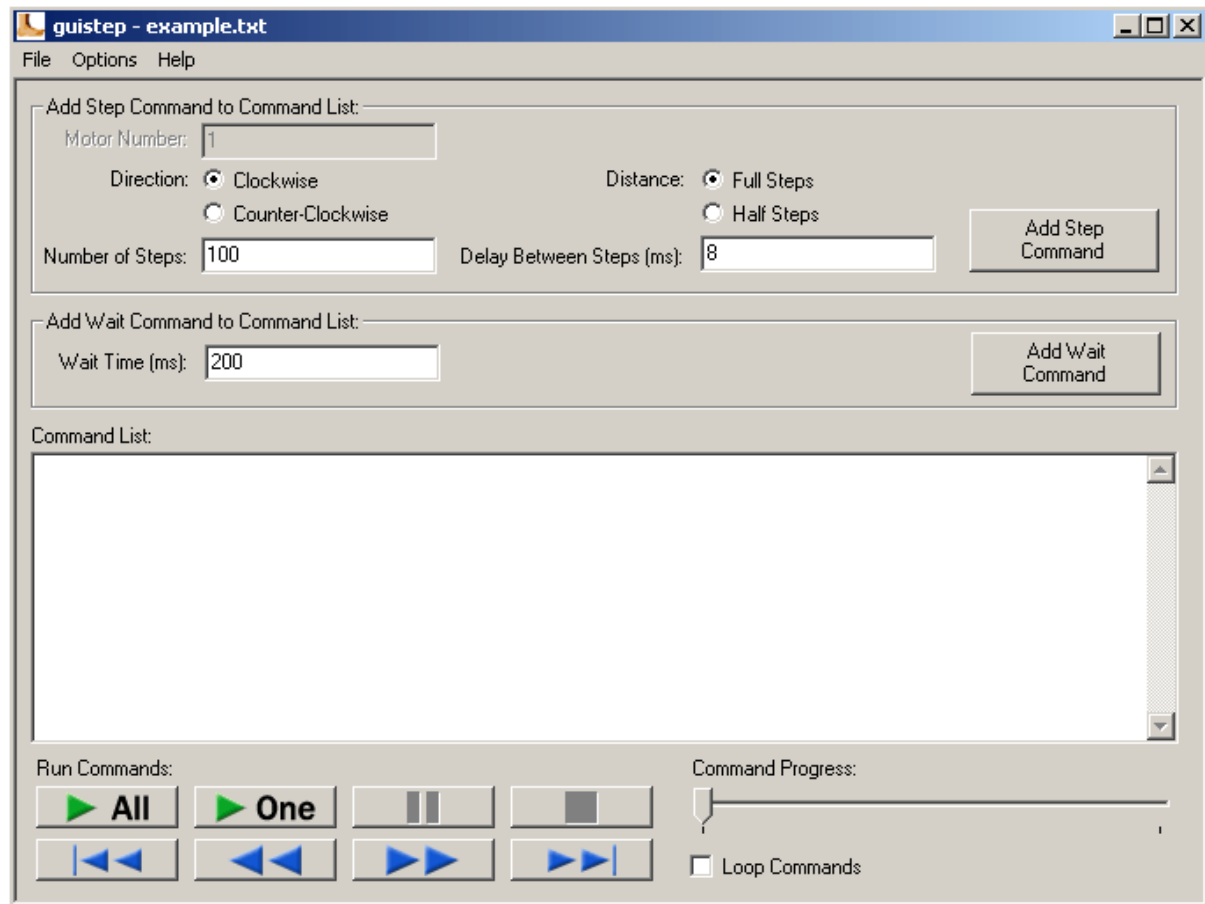 guistep - example.txt
File Options Help
Add Step Command to Command List:
Motor Number: 1
Direction: Clockwise Distance: Full Steps
Counter-Clockwise Half Steps
Number of Steps: 100 Delay Between Steps (ms): 8 Add Step Command
Add Wait Command to Command List:
Wait Time (ms): 200 Add Wait Command
Command List:
Run Commands: Command Progress:
All One
Loop Commands